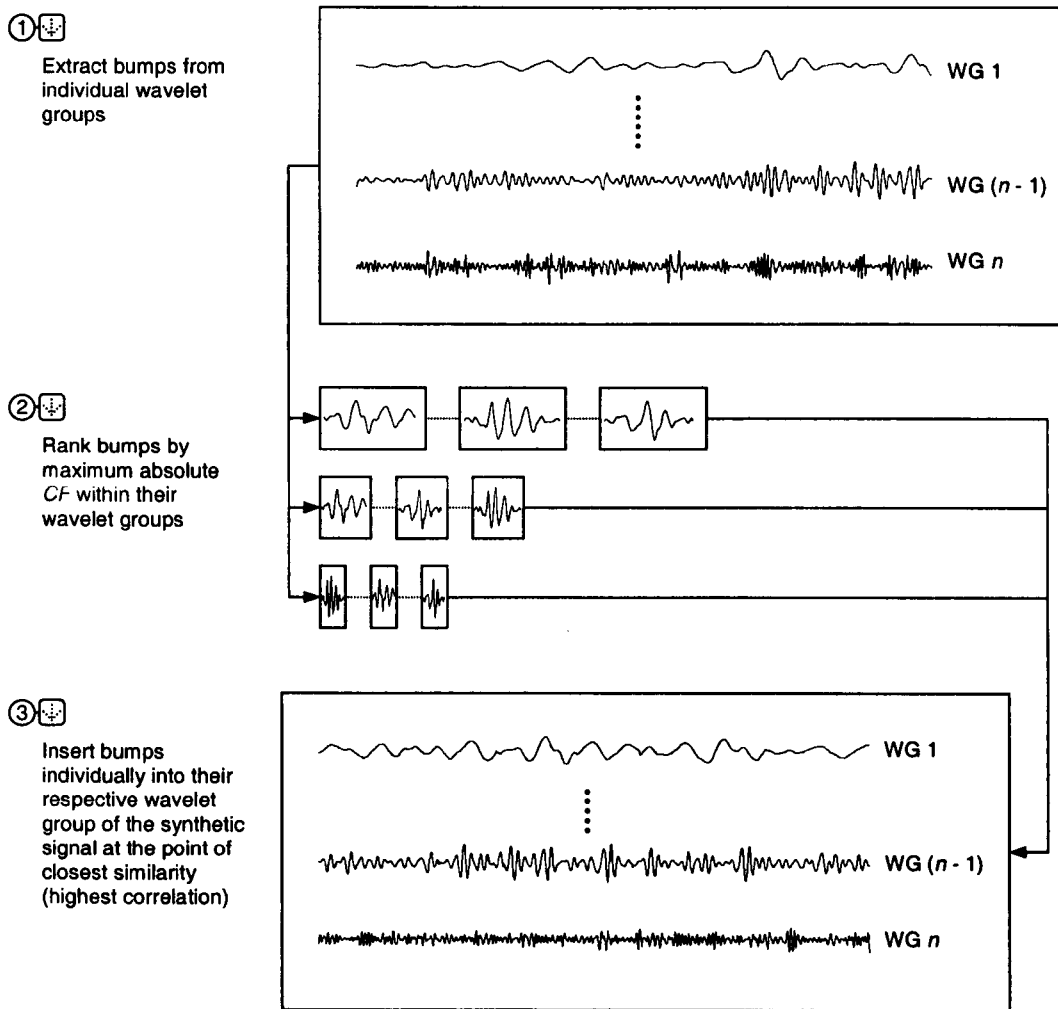 1
Extract bumps from
individual wavelet
groups
WG 1
WG (n - 1)
WG n
2
Rank bumps by
maximum absolute
CF within their
wavelet groups
3
Insert bumps
individually into their
respective wavelet
group of the synthetic
signal at the point of
closest similarity
(highest correlation)
WG 1
WG (n - 1)
WG n